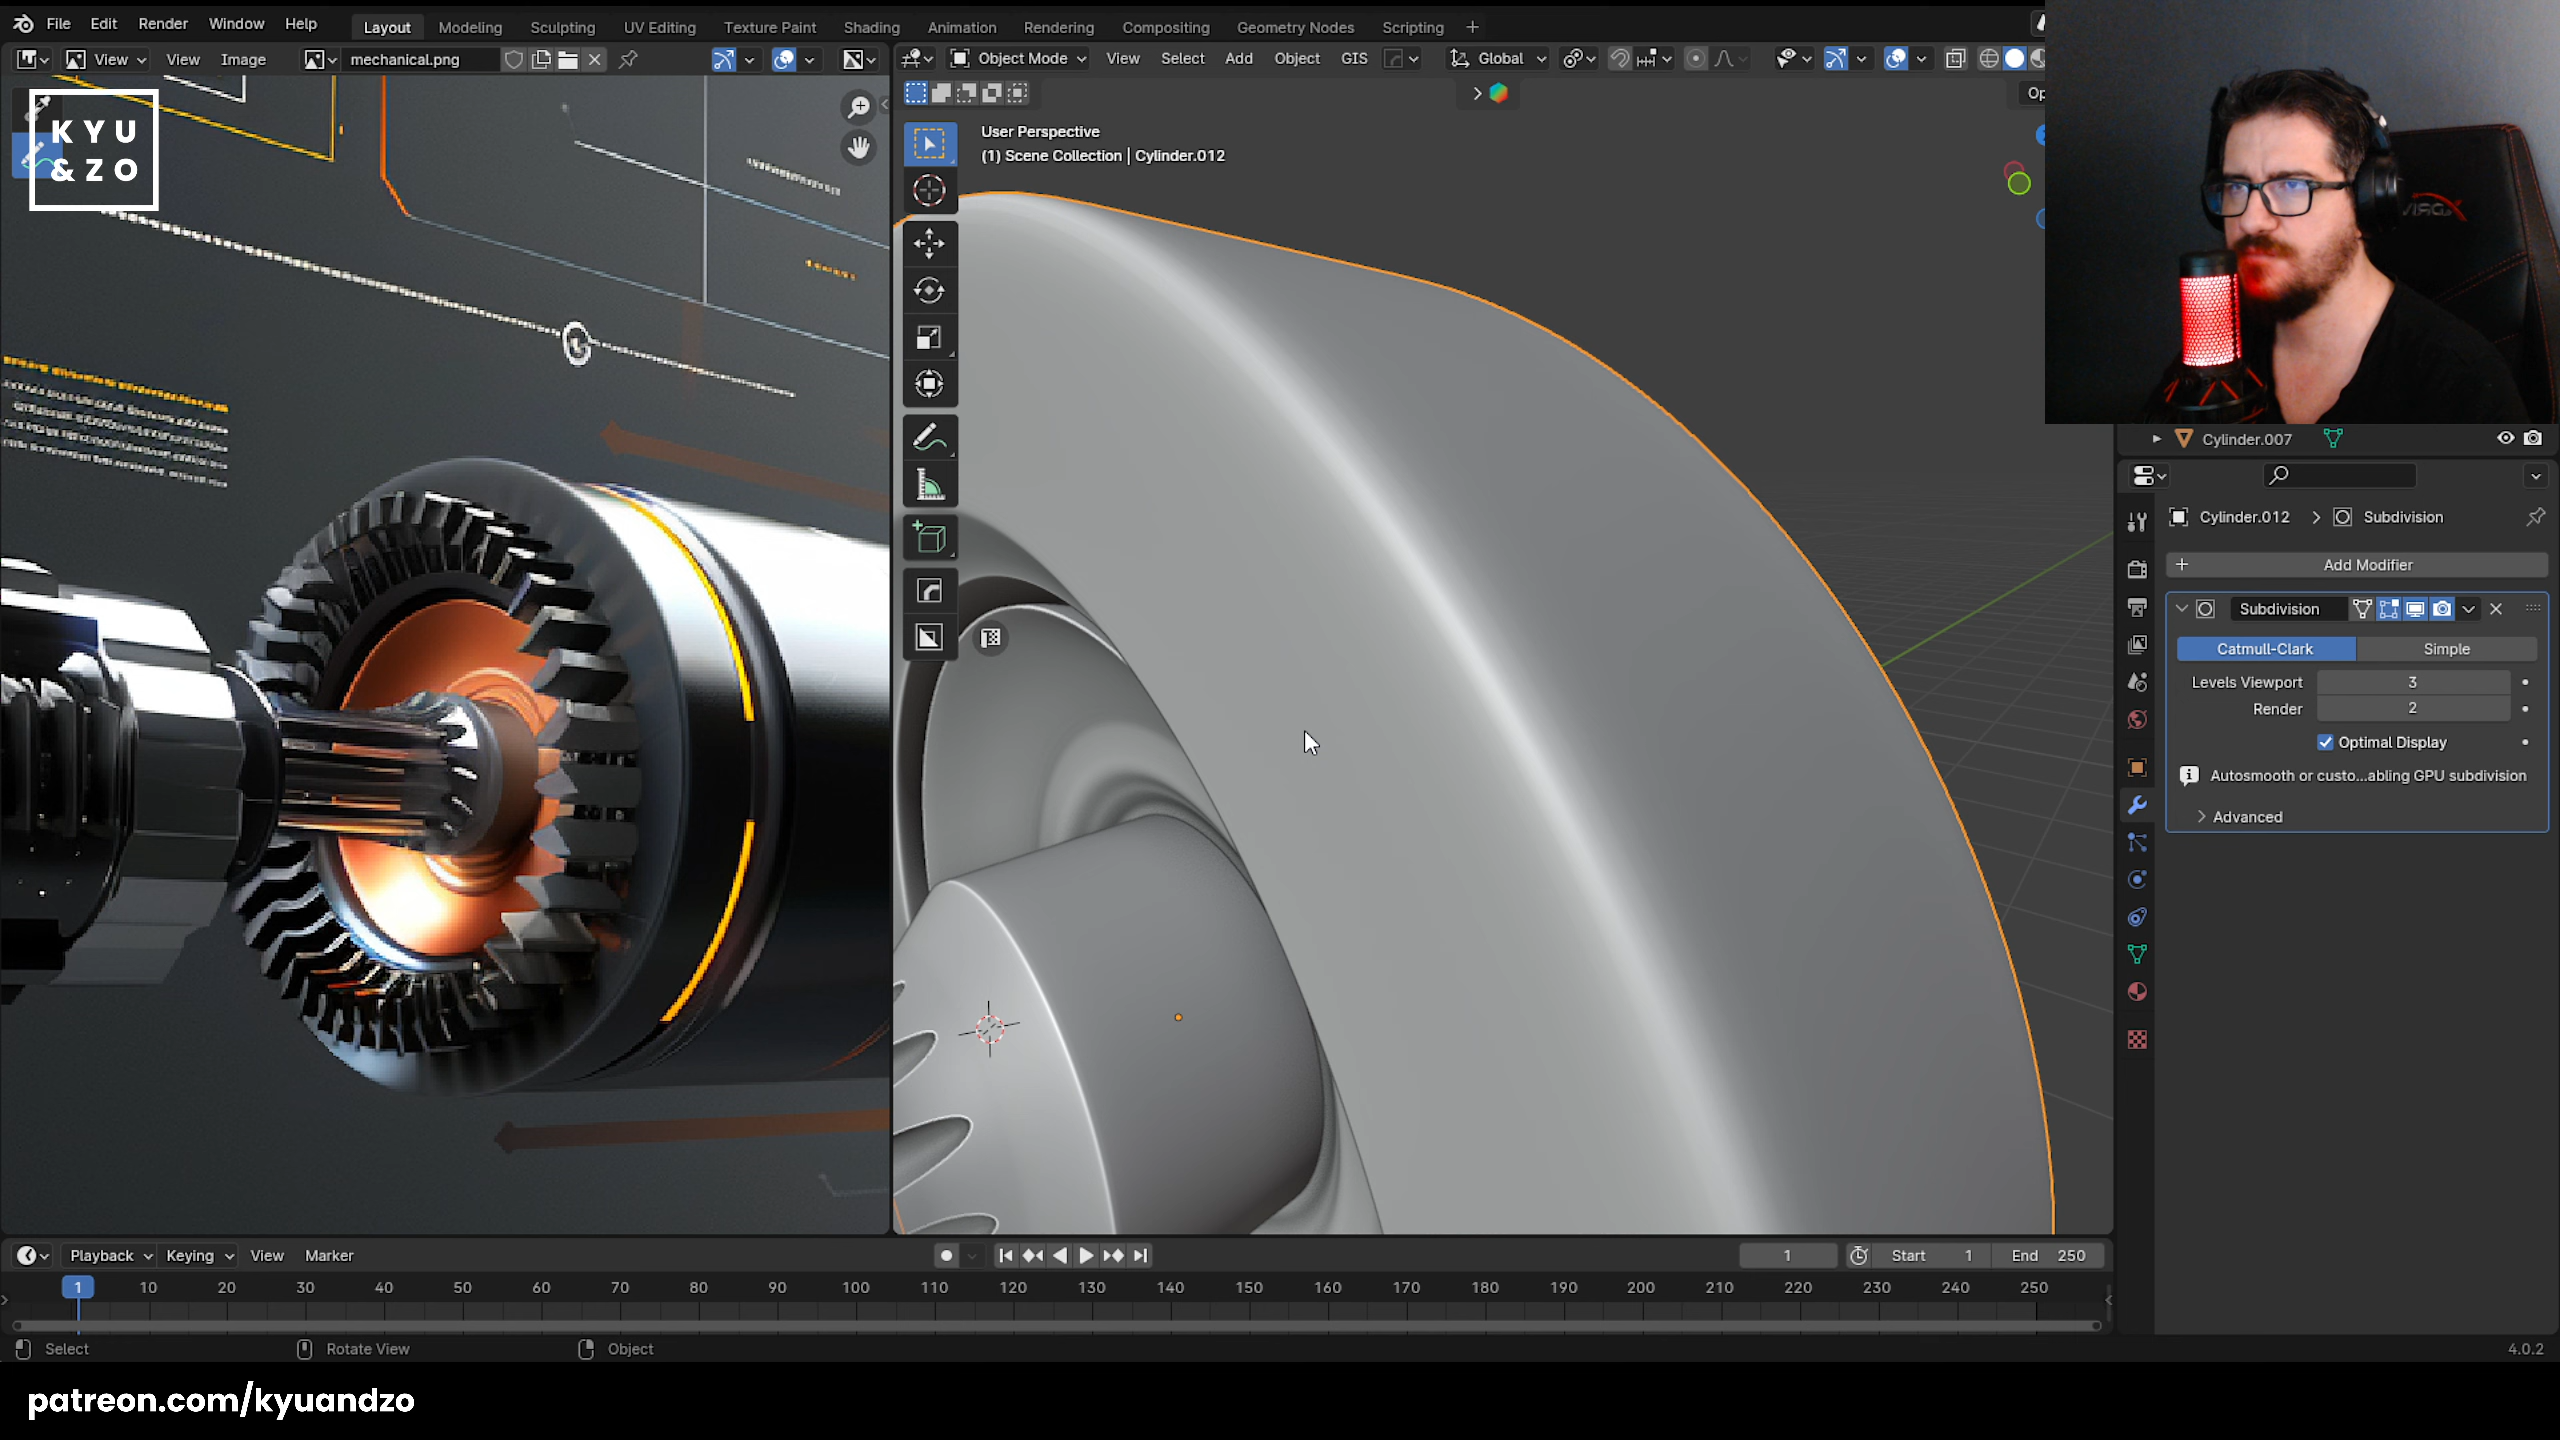 File Edit Render Window Help Layout Modeling Sculpting UV Editing Texture Paint Shading Animation Rendering Compositing Geometry Nodes Scripting +
View View Image mechanical.png
Object Mode View Select Add Object GIS Global
KYU
&ZO
Op
User Perspective
(1) Scene Collection | Cylinder.012
Cylinder.007
Cylinder.012 > Subdivision
+ Add Modifier
Subdivision
Catmull-Clark Simple
Levels Viewport 3
Render 2
Optimal Display
Autosmooth or custo...abling GPU subdivision
Advanced
Playback Keying View Marker 1 Start 1 End 250
1 10 20 30 40 50 60 70 80 90 100 110 120 130 140 150 160 170 180 190 200 210 220 230 240 250
Select Rotate View Object 4.0.2
patreon.com/kyuandzo